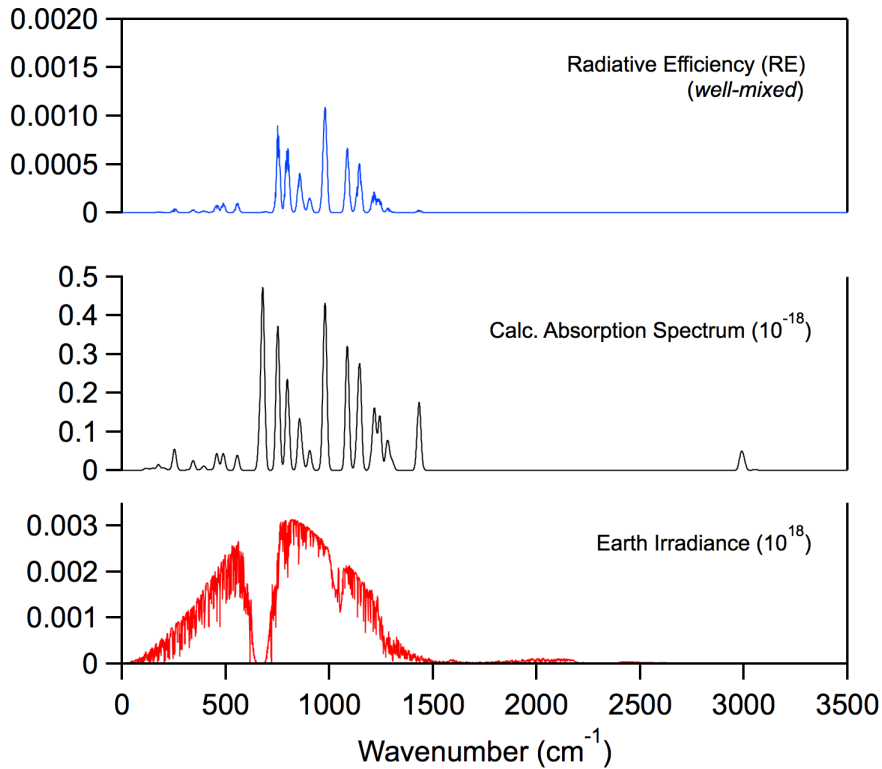 0.0020
0.0015
0.0010
0.0005
0
Radiative Efficiency (RE)
(well-mixed)
0.5
0.4
0.3
0.2
0.1
0
Calc. Absorption Spectrum (10⁻¹⁸)
0.003
0.002
0.001
0
Earth Irradiance (10¹⁸)
0 500 1000 1500 2000 2500 3000 3500
Wavenumber (cm⁻¹)